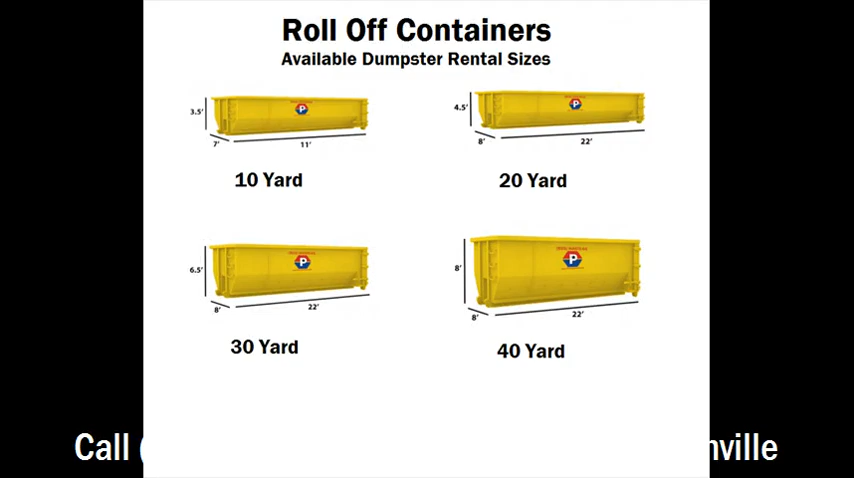 Roll Off Containers
Available Dumpster Rental Sizes
3.5'
7'
11'
10 Yard
4.5'
8'
22'
20 Yard
6.5'
8'
22'
30 Yard
8'
8'
22'
40 Yard
P
P
P
P
Call (
nville